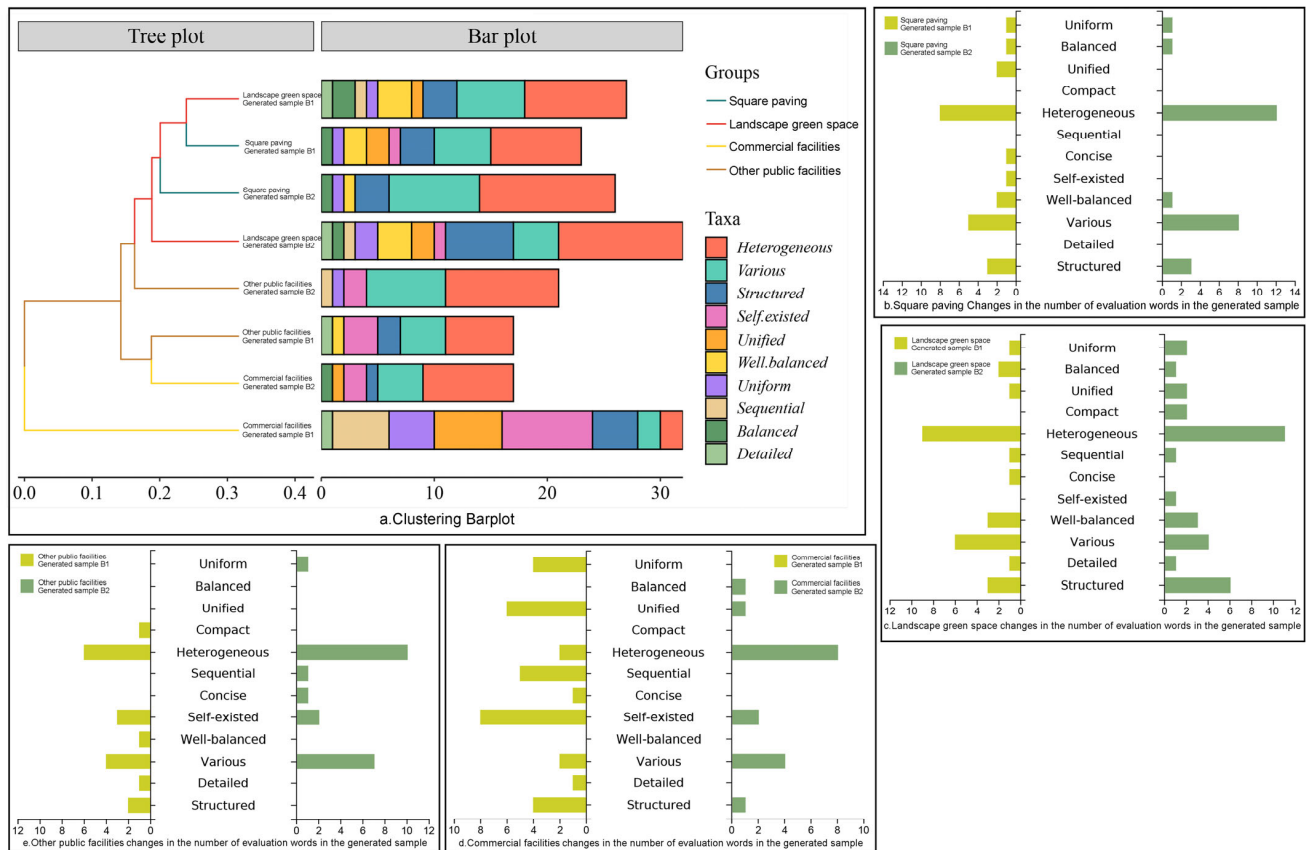 Tree plot
Bar plot
Landscape green space
Generated sample B1
Square paving
Generated sample B1
Square paving
Generated sample B2
Landscape green space
Generated sample B2
Other public facilities
Generated sample B2
Other public facilities
Generated sample B1
Commercial facilities
Generated sample B2
Commercial facilities
Generated sample B1
0.0 0.1 0.2 0.3 0.4
0 10 20 30
Groups
Square paving
Landscape green space
Commercial facilities
Other public facilities
Taxa
Heterogeneous
Various
Structured
Self.existed
Unified
Well.balanced
Uniform
Sequential
Balanced
Detailed
a.Clustering Barplot
Square paving
Generated sample B1
Square paving
Generated sample B2
Uniform
Balanced
Unified
Compact
Heterogeneous
Sequential
Concise
Self-existed
Well-balanced
Various
Detailed
Structured
14 12 10 8 6 4 2 0
0 2 4 6 8 10 12 14
b.Square paving Changes in the number of evaluation words in the generated sample
Landscape green space
Generated sample B1
Landscape green space
Generated sample B2
Uniform
Balanced
Unified
Compact
Heterogeneous
Sequential
Concise
Self-existed
Well-balanced
Various
Detailed
Structured
12 10 8 6 4 2 0
0 2 4 6 8 10 12
c.Landscape green space changes in the number of evaluation words in the generated sample
Other public facilities
Generated sample B1
Other public facilities
Generated sample B2
Uniform
Balanced
Unified
Compact
Heterogeneous
Sequential
Concise
Self-existed
Well-balanced
Various
Detailed
Structured
12 10 8 6 4 2 0
0 2 4 6 8 10 12
e.Other public facilities changes in the number of evaluation words in the generated sample
Commercial facilities
Generated sample B1
Commercial facilities
Generated sample B2
Uniform
Balanced
Unified
Compact
Heterogeneous
Sequential
Concise
Self-existed
Well-balanced
Various
Detailed
Structured
10 8 6 4 2 0
0 2 4 6 8 10
d.Commercial facilities changes in the number of evaluation words in the generated sample